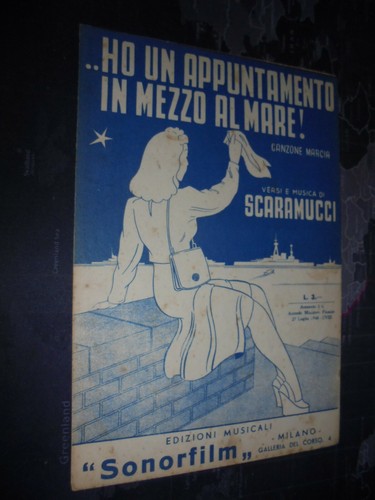 ..HO UN APPUNTAMENTO
IN MEZZO AL MARE!
CANZONE MARCIA
VERSI E MUSICA DI
SCARAMUCCI
L. 3.—
EDIZIONI MUSICALI
"Sonorfilm"
- MILANO -
GALLERIA DEL CORSO, 4
Greenland